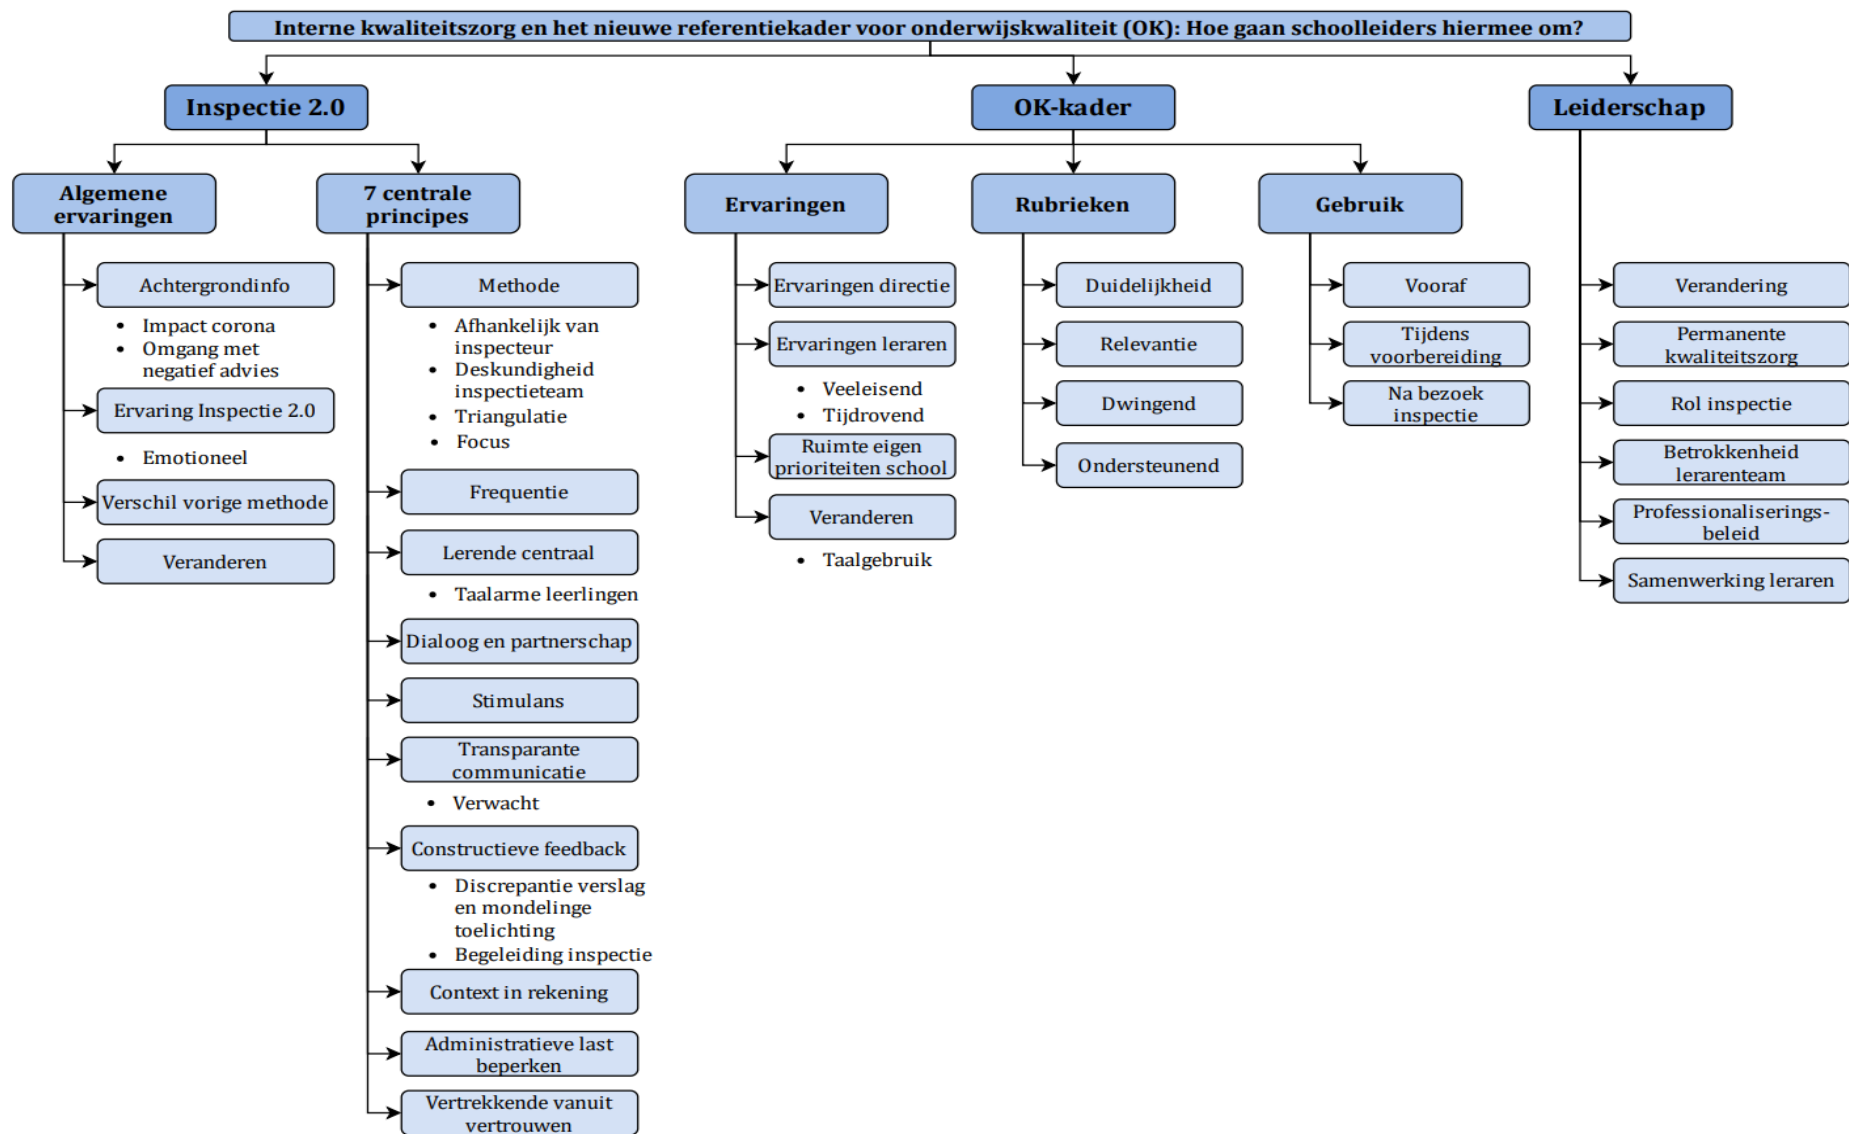 Interne kwaliteitszorg en het nieuwe referentiekader voor onderwijskwaliteit (OK): Hoe gaan schoolleiders hiermee om?
Inspectie 2.0
Algemene
ervaringen
Achtergrondinfo
• Impact corona
• Omgang met
negatief advies
Ervaring Inspectie 2.0
• Emotioneel
Verschil vorige methode
Veranderen
7 centrale
principes
Methode
• Afhankelijk van
inspecteur
• Deskundigheid
inspectieteam
• Triangulatie
• Focus
Frequentie
Lerende centraal
• Taalarme leerlingen
Dialoog en partnerschap
Stimulans
Transparante
communicatie
• Verwacht
Constructieve feedback
• Discrepantie verslag
en mondelinge
toelichting
• Begeleiding inspectie
Context in rekening
Administratieve last
beperken
Vertrekkende vanuit
vertrouwen
OK-kader
Ervaringen
Ervaringen directie
Ervaringen leraren
• Veeleisend
• Tijdrovend
Ruimte eigen
prioriteiten school
Veranderen
• Taalgebruik
Rubrieken
Duidelijkheid
Relevantie
Dwingend
Ondersteunend
Gebruik
Vooraf
Tijdens
voorbereiding
Na bezoek
inspectie
Leiderschap
Verandering
Permanente
kwaliteitszorg
Rol inspectie
Betrokkenheid
lerarenteam
Professionaliserings-
beleid
Samenwerking leraren